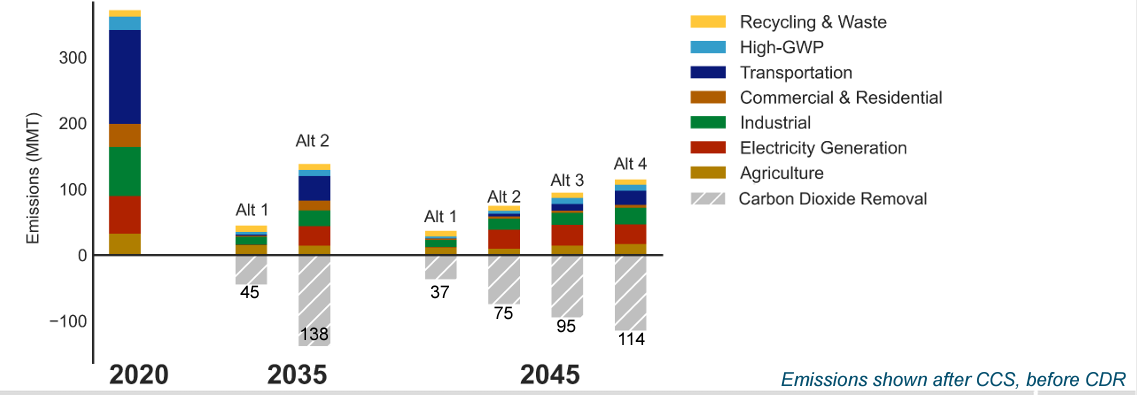 Emissions (MMT)
300
200
100
0
−100
Alt 1
Alt 2
Alt 1
Alt 2
Alt 3
Alt 4
45
138
37
75
95
114
2020
2035
2045
Recycling & Waste
High-GWP
Transportation
Commercial & Residential
Industrial
Electricity Generation
Agriculture
Carbon Dioxide Removal
Emissions shown after CCS, before CDR